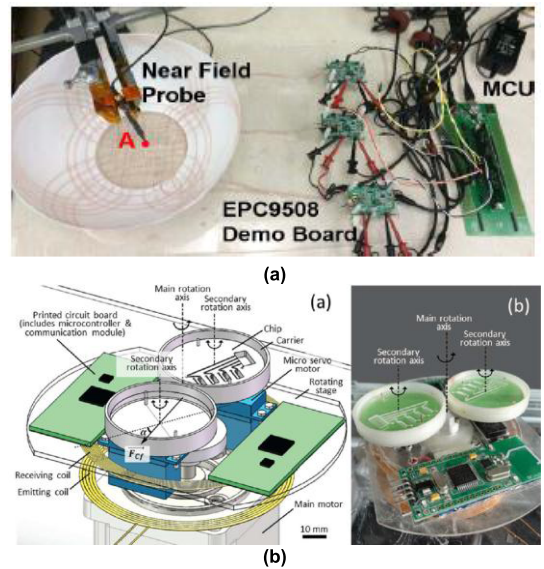 Near Field
Probe
MCU
A
EPC9508
Demo Board
(a)
(a)
Main rotation
axis
Secondary
rotation axis
Printed circuit board
(includes microcontroller &
communication module)
Chip
Carrier
Secondary
rotation axis
Micro servo
motor
Rotating
stage
α
F_cf
Receiving coil
Emitting coil
Main motor
10 mm
(b)
Main rotation
axis
Secondary
rotation axis
Secondary
rotation axis
(b)